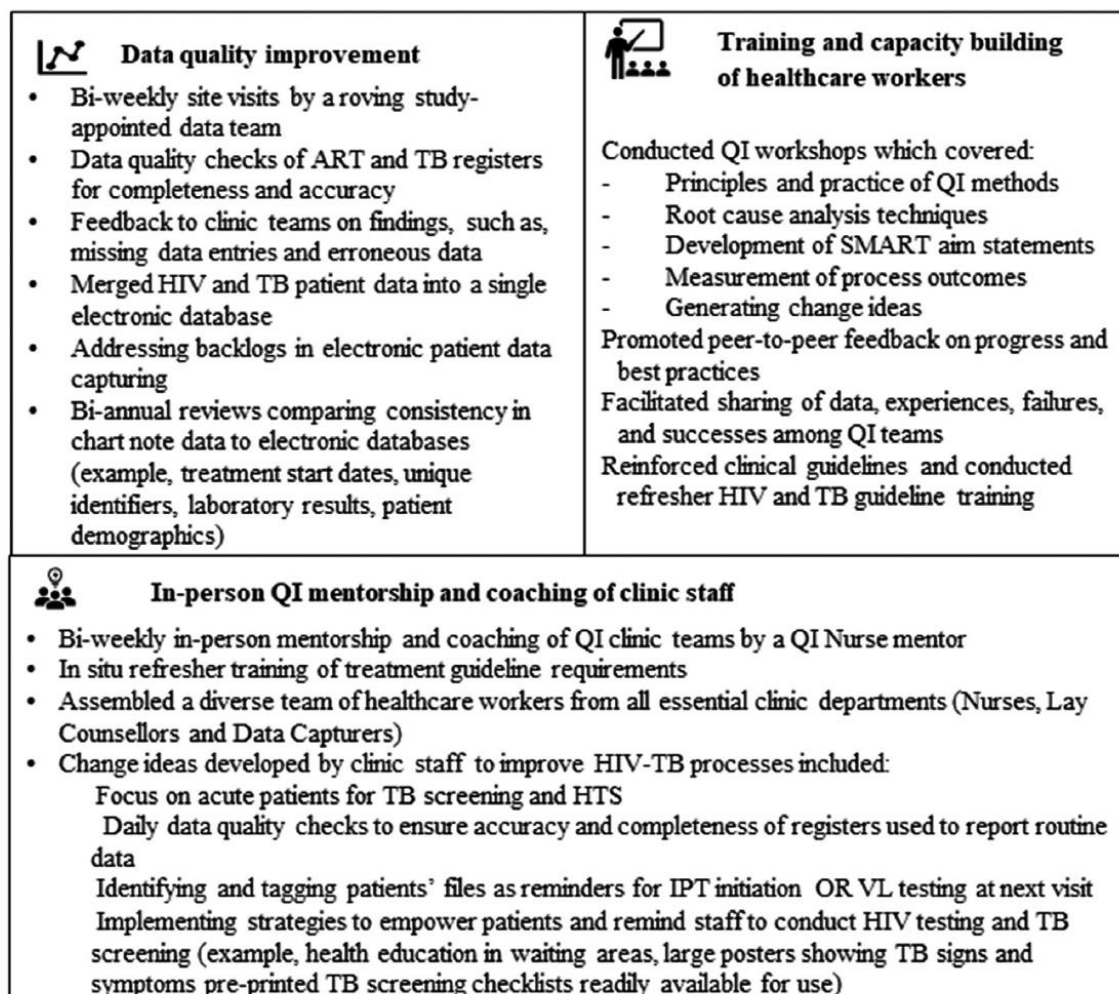 Data quality improvement
• Bi-weekly site visits by a roving study-
appointed data team
• Data quality checks of ART and TB registers
for completeness and accuracy
• Feedback to clinic teams on findings, such as,
missing data entries and erroneous data
• Merged HIV and TB patient data into a single
electronic database
• Addressing backlogs in electronic patient data
capturing
• Bi-annual reviews comparing consistency in
chart note data to electronic databases
(example, treatment start dates, unique
identifiers, laboratory results, patient
demographics)
Training and capacity building
of healthcare workers
Conducted QI workshops which covered:
- Principles and practice of QI methods
- Root cause analysis techniques
- Development of SMART aim statements
- Measurement of process outcomes
- Generating change ideas
Promoted peer-to-peer feedback on progress and
best practices
Facilitated sharing of data, experiences, failures,
and successes among QI teams
Reinforced clinical guidelines and conducted
refresher HIV and TB guideline training
In-person QI mentorship and coaching of clinic staff
• Bi-weekly in-person mentorship and coaching of QI clinic teams by a QI Nurse mentor
• In situ refresher training of treatment guideline requirements
• Assembled a diverse team of healthcare workers from all essential clinic departments (Nurses, Lay
Counsellors and Data Capturers)
• Change ideas developed by clinic staff to improve HIV-TB processes included:
Focus on acute patients for TB screening and HTS
Daily data quality checks to ensure accuracy and completeness of registers used to report routine
data
Identifying and tagging patients’ files as reminders for IPT initiation OR VL testing at next visit
Implementing strategies to empower patients and remind staff to conduct HIV testing and TB
screening (example, health education in waiting areas, large posters showing TB signs and
symptoms pre-printed TB screening checklists readily available for use)